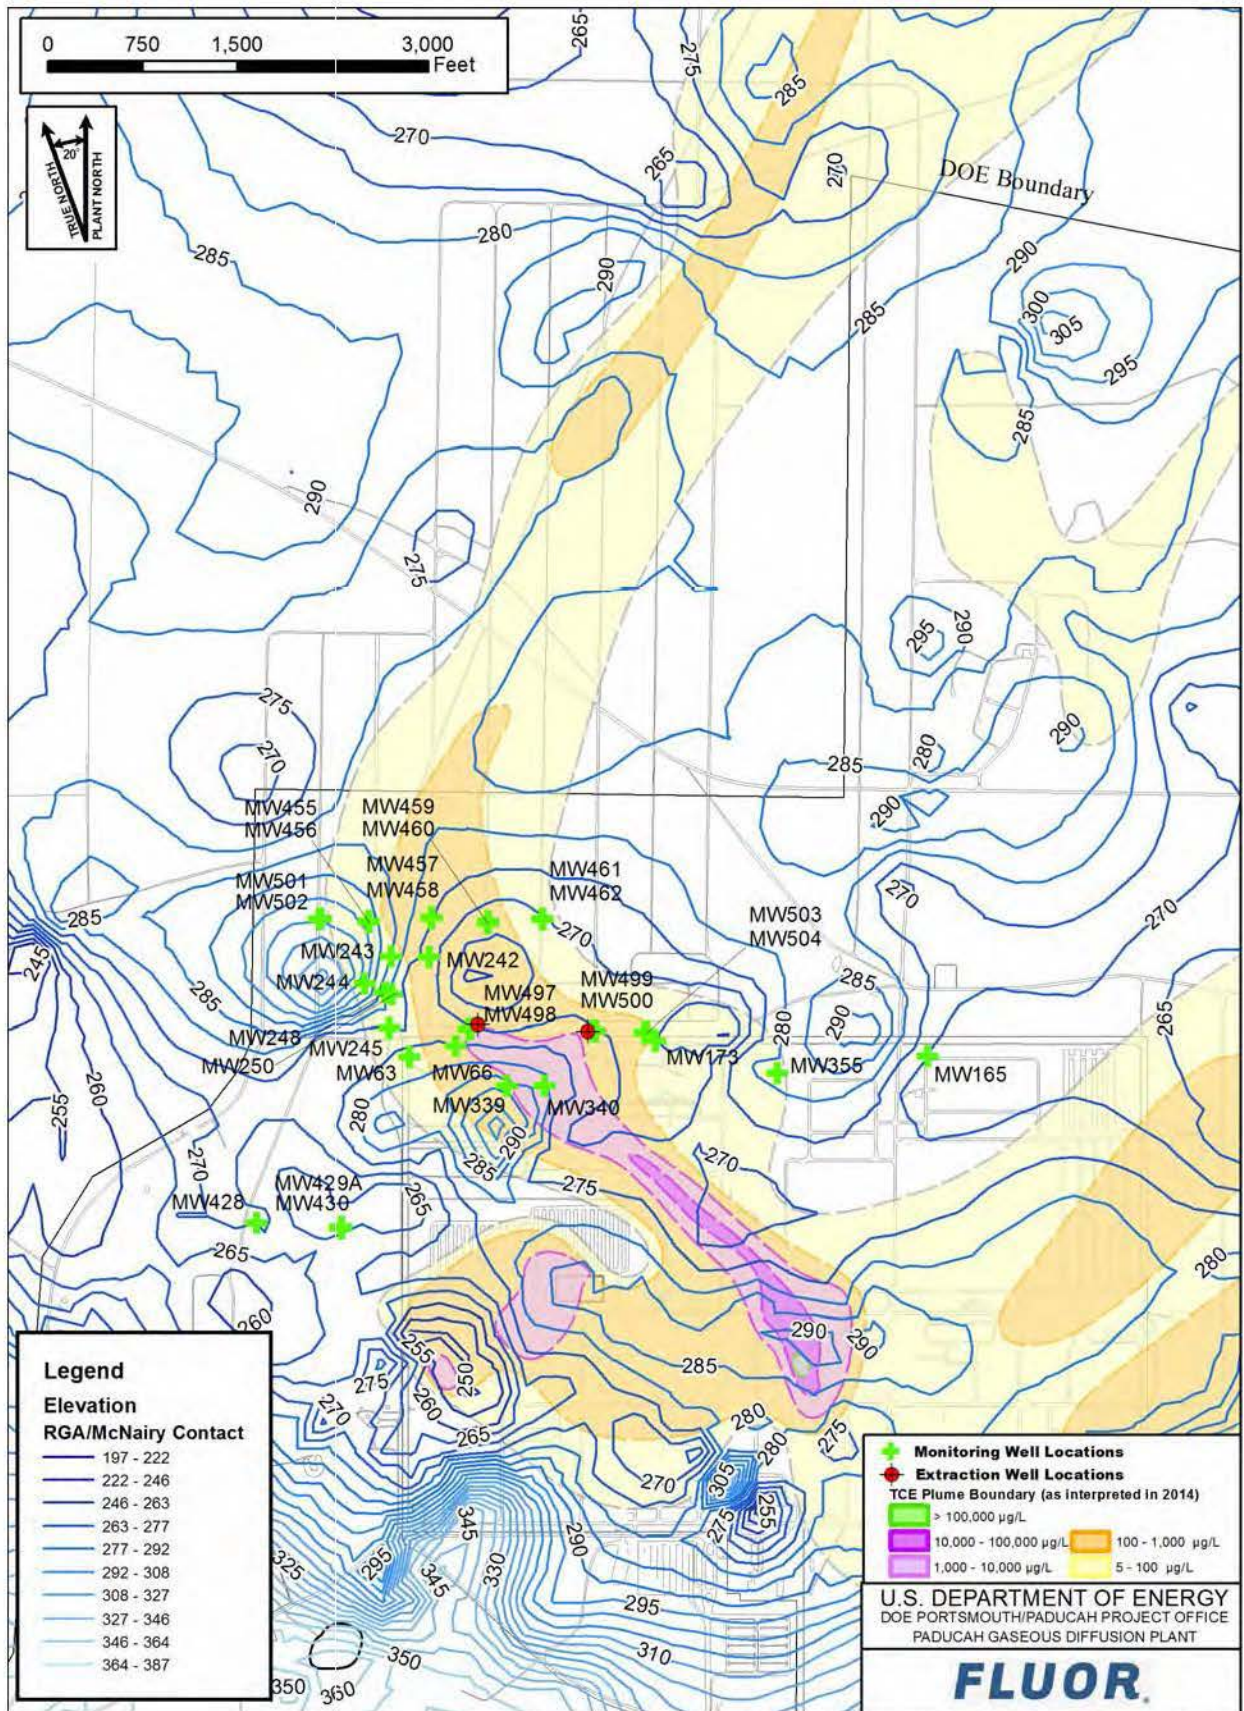 0 750 1,500 3,000
Feet
20°
TRUE NORTH
PLANT NORTH
265
275
285
270
265
270
DOE Boundary
280
285
290
290
285
300
305
295
285
290
275
295
290
275
270
290
280
285
290
MW455
MW456
MW459
MW460
MW457
MW458
MW461
MW462
MW501
MW502
285
270
270
MW503
MW504
245
MW243
MW242
MW244
285
MW499
MW500
MW497
MW498
285
290
280
265
MW248
MW250
MW245
MW63
MW66
MW173
MW355
MW165
MW339
MW340
260
255
280
290
285
270
270
275
MW429A
MW428
MW430
265
265
280
260
290
290
285
255
250
275
260
270
265
280
280
275
270
305
275
255
345
290
295
345
330
325
295
310
350
350
360
Legend
Elevation
RGA/McNairy Contact
197 - 222
222 - 246
246 - 263
263 - 277
277 - 292
292 - 308
308 - 327
327 - 346
346 - 364
364 - 387
Monitoring Well Locations
Extraction Well Locations
TCE Plume Boundary (as interpreted in 2014)
> 100,000 µg/L
10,000 - 100,000 µg/L
100 - 1,000 µg/L
1,000 - 10,000 µg/L
5 - 100 µg/L
U.S. DEPARTMENT OF ENERGY
DOE PORTSMOUTH/PADUCAH PROJECT OFFICE
PADUCAH GASEOUS DIFFUSION PLANT
FLUOR.